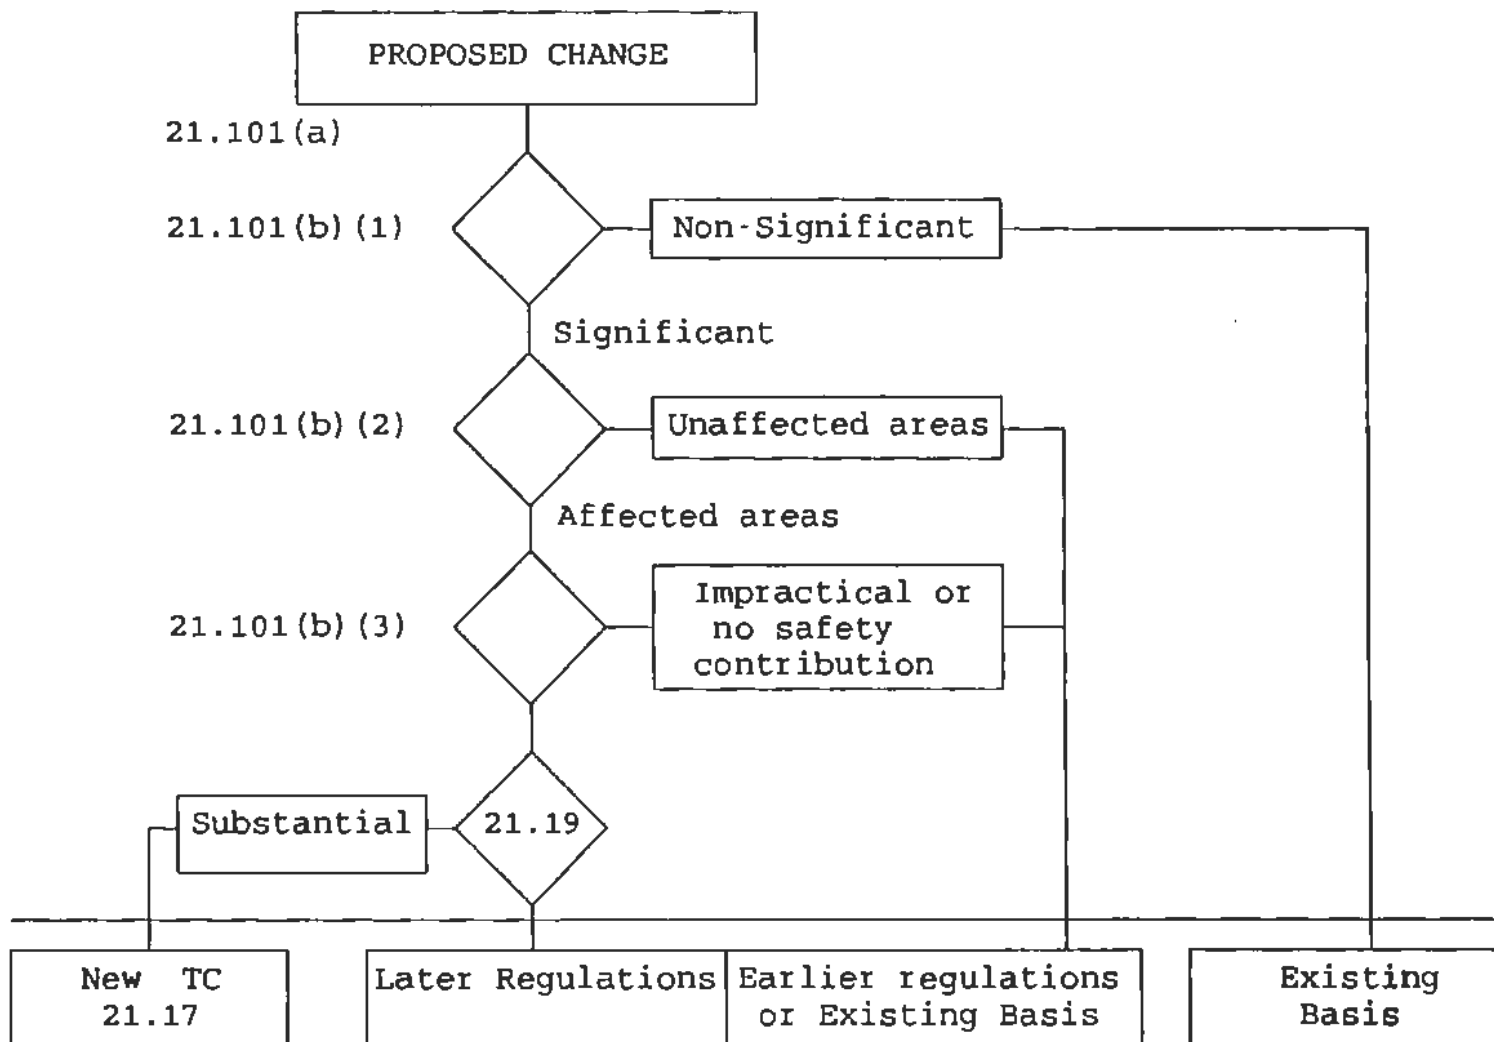 PROPOSED CHANGE
21.101(a)
21.101(b)(1)
Non-Significant
Significant
21.101(b)(2)
Unaffected areas
Affected areas
21.101(b)(3)
Impractical or
no safety
contribution
Substantial
21.19
New TC
21.17
Later Regulations
Earlier regulations
or Existing Basis
Existing
Basis